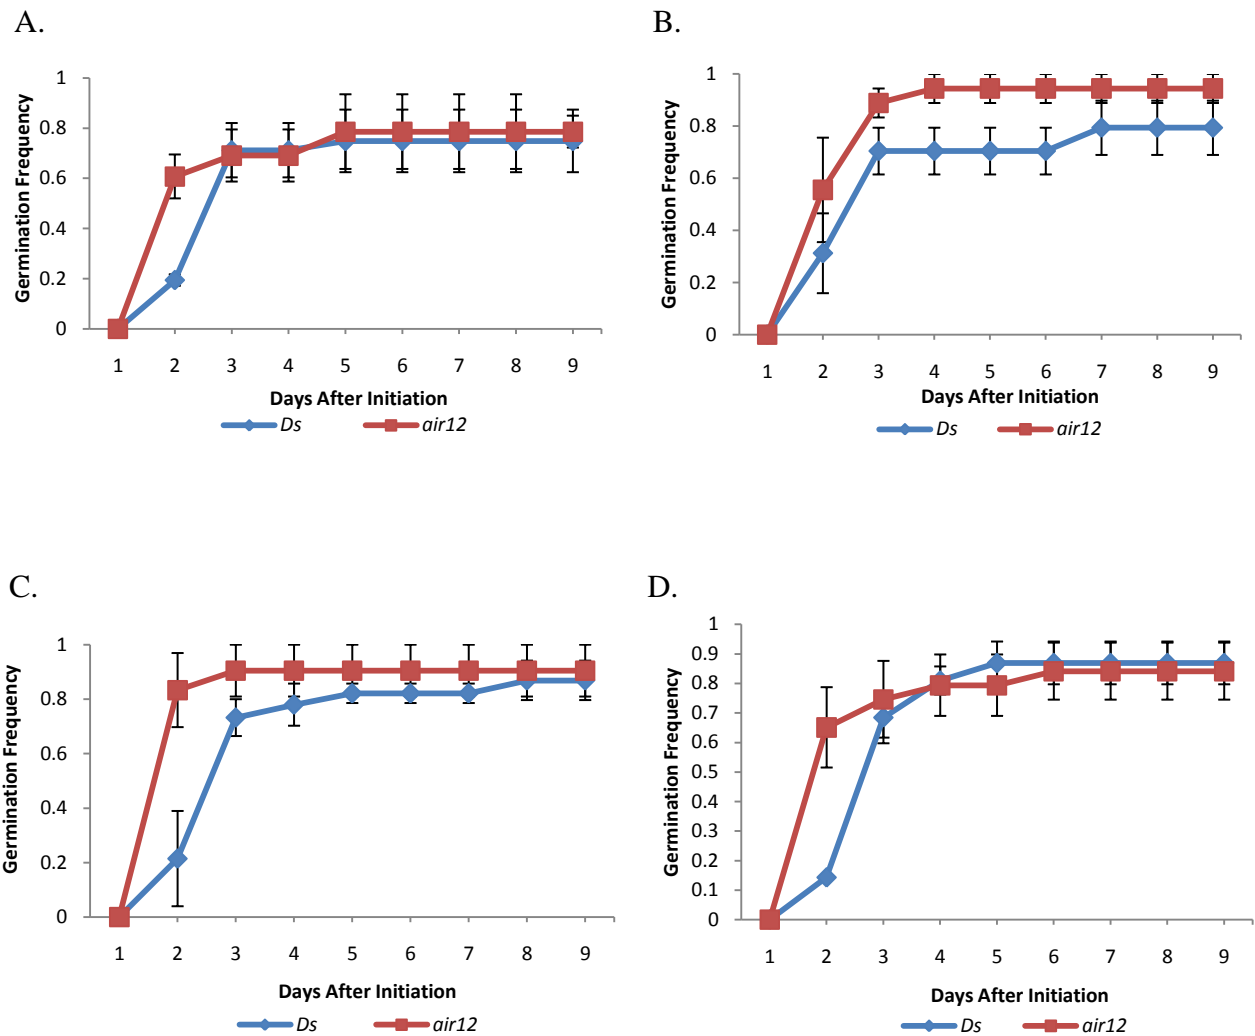 A.
Germination Frequency
1
0.8
0.6
0.4
0.2
0
1 2 3 4 5 6 7 8 9
Days After Initiation
Ds air12
B.
Germination Frequency
1
0.8
0.6
0.4
0.2
0
1 2 3 4 5 6 7 8 9
Days After Initiation
Ds air12
C.
Germination Frequency
1
0.8
0.6
0.4
0.2
0
1 2 3 4 5 6 7 8 9
Days After Initiation
Ds air12
D.
Germination Frequency
1
0.9
0.8
0.7
0.6
0.5
0.4
0.3
0.2
0.1
0
1 2 3 4 5 6 7 8 9
Days After Initiation
Ds air12